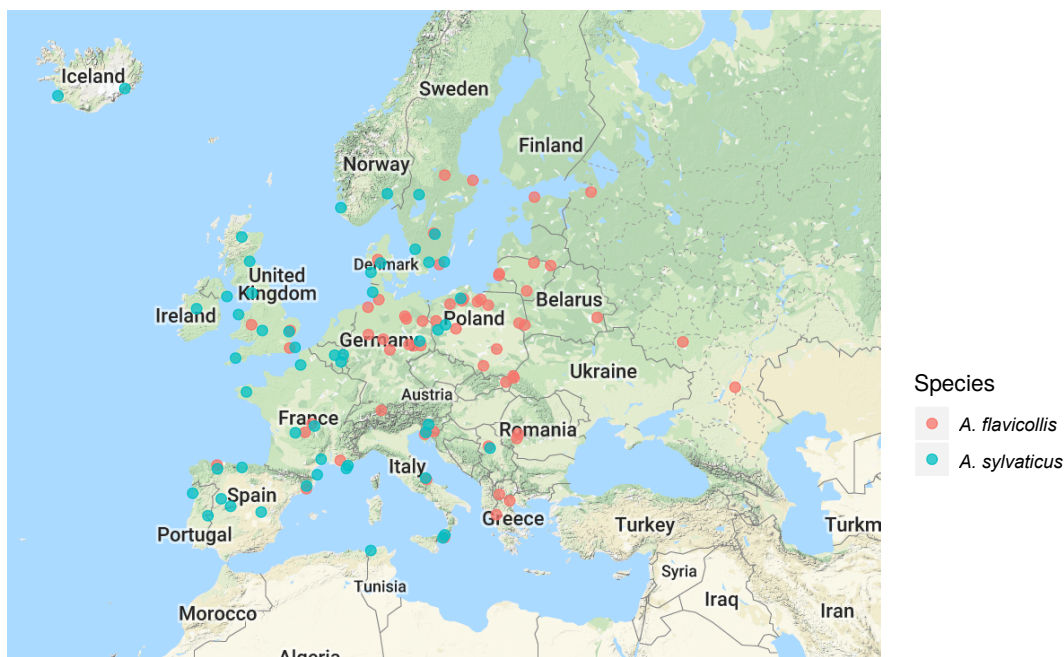 Iceland
Sweden
Finland
Norway
Denmark
United
Kingdom
Ireland
Belarus
Poland
Germany
Ukraine
Austria
France
Romania
Italy
Spain
Portugal
Greece
Turkey
Turkm
Syria
Tunisia
Iraq
Iran
Morocco
Algeria
Species
A. flavicollis
A. sylvaticus